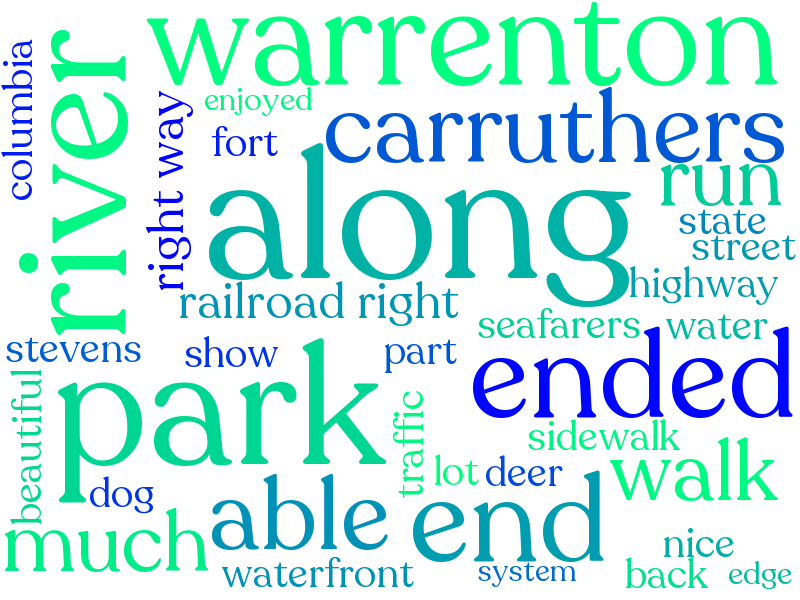 warrenton
columbia
river
enjoyed
right way
fort
carruthers
along
run
state
street
highway
railroad right
seafarers
water
stevens
show
part
ended
park
beautiful
traffic
sidewalk
lot
deer
walk
dog
able
end
much
nice
waterfront
system
back
edge